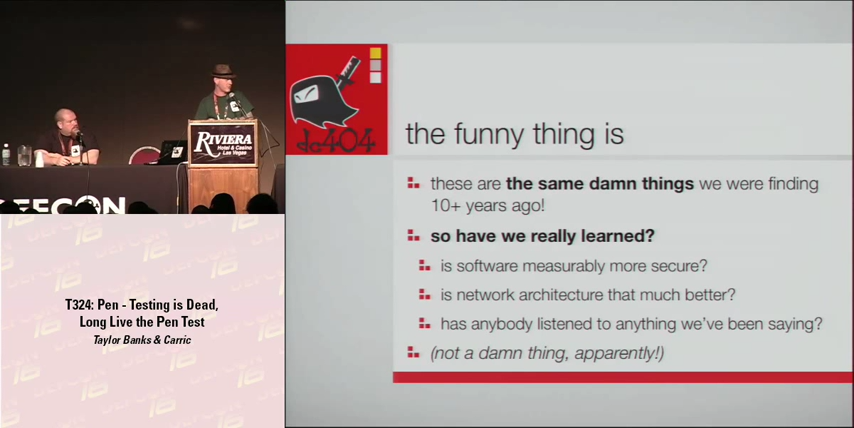 RIVIERA
Hotel & Casino
Las Vegas
DEFCON
T324: Pen - Testing is Dead,
Long Live the Pen Test
Taylor Banks & Carric
dc404
the funny thing is
these are the same damn things we were finding
10+ years ago!
so have we really learned?
is software measurably more secure?
is network architecture that much better?
has anybody listened to anything we've been saying?
(not a damn thing, apparently!)